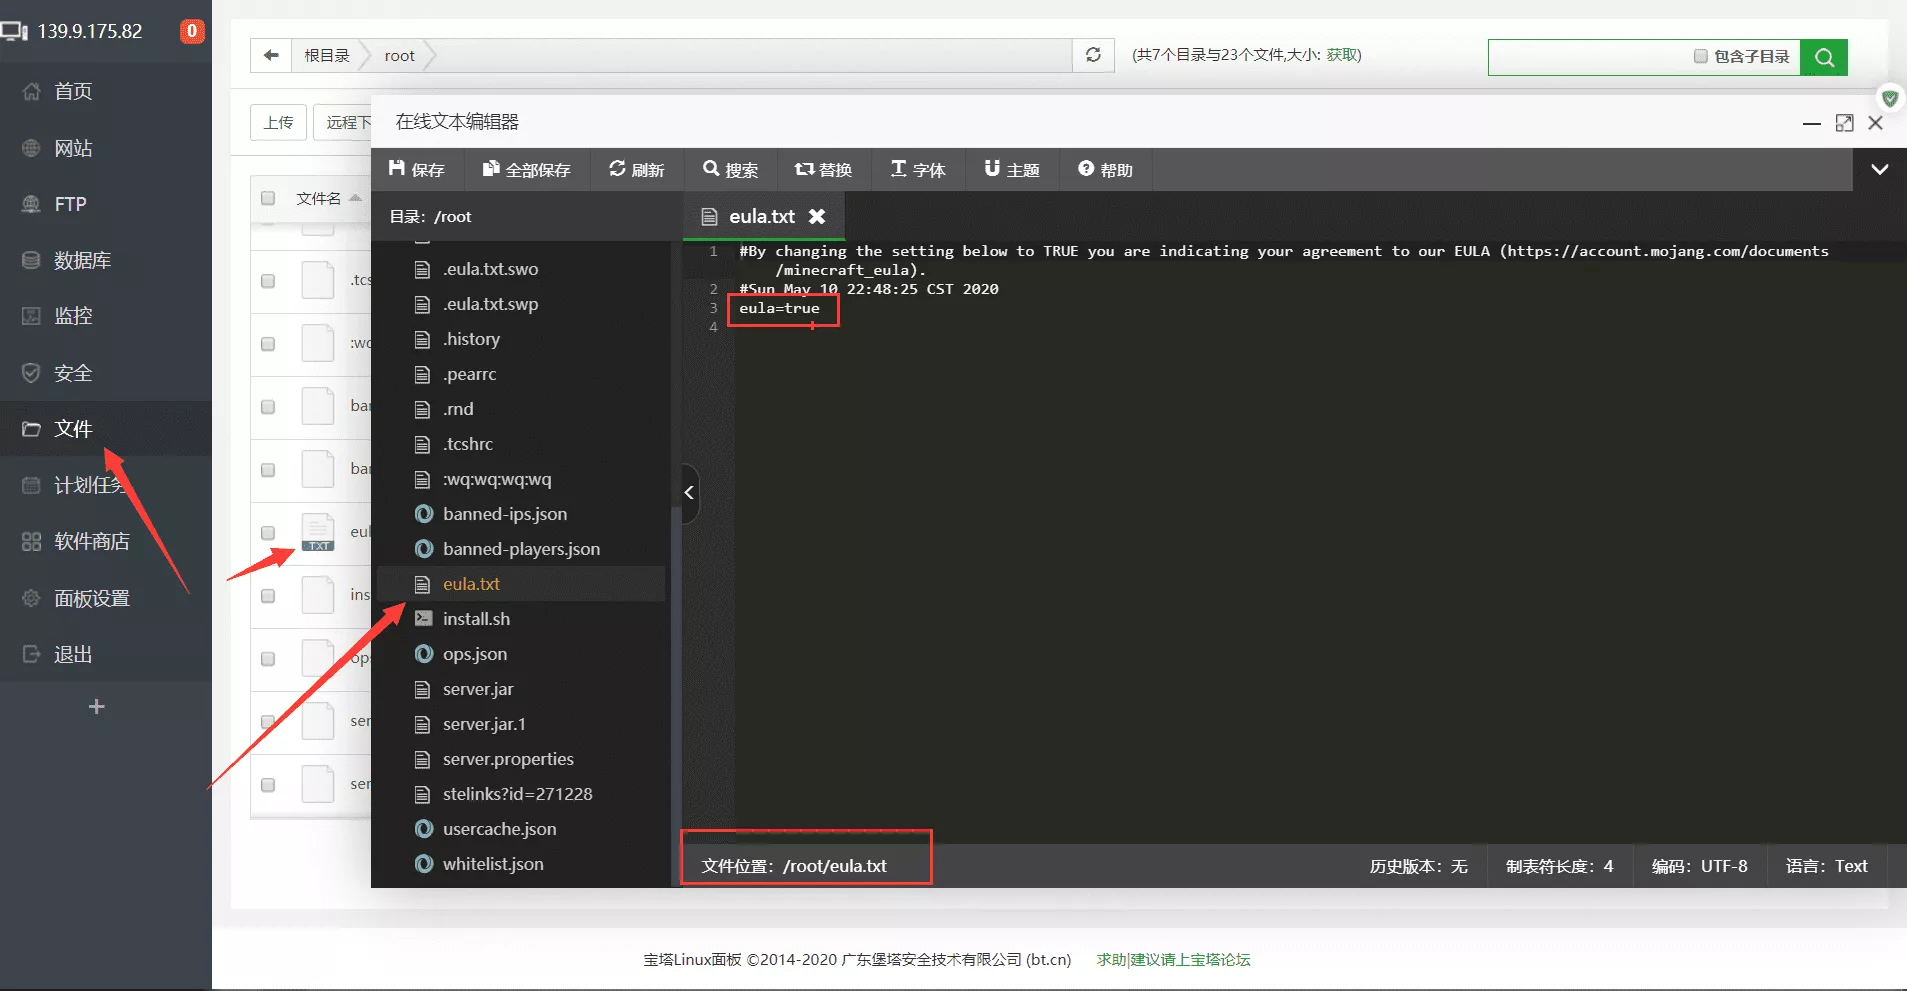 139.9.175.82
0
首页
网站
FTP
数据库
监控
安全
文件
计划任务
软件商店
面板设置
退出
+
根目录
root
(共7个目录与23个文件,大小: 获取)
包含子目录
上传
远程下
文件名
.tcs
:wq
ban
ban
eul
TXT
ins
ops
ser
ser
在线文本编辑器
保存
全部保存
刷新
搜索
替换
字体
主题
帮助
目录：/root
.eula.txt.swo
.eula.txt.swp
.history
.pearrc
.rnd
.tcshrc
:wq:wq:wq:wq
banned-ips.json
banned-players.json
eula.txt
install.sh
ops.json
server.jar
server.jar.1
server.properties
stelinks?id=271228
usercache.json
whitelist.json
eula.txt
1 #By changing the setting below to TRUE you are indicating your agreement to our EULA (https://account.mojang.com/documents
/minecraft_eula).
2 #Sun May 10 22:48:25 CST 2020
3 eula=true
4
文件位置：/root/eula.txt
历史版本：无
制表符长度：4
编码：UTF-8
语言：Text
宝塔Linux面板 ©2014-2020 广东堡塔安全技术有限公司 (bt.cn)
求助|建议请上宝塔论坛